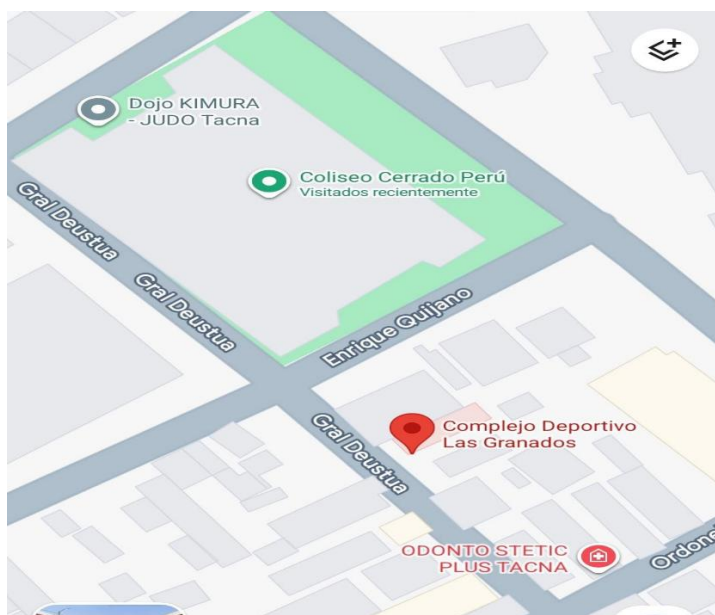 Dojo KIMURA
- JUDO Tacna
Coliseo Cerrado Perú
Visitados recientemente
Gral Deustua
Gral Deustua
Enrique Quijano
Gral Deustua
Complejo Deportivo
Las Granados
ODONTO STETIC
PLUS TACNA